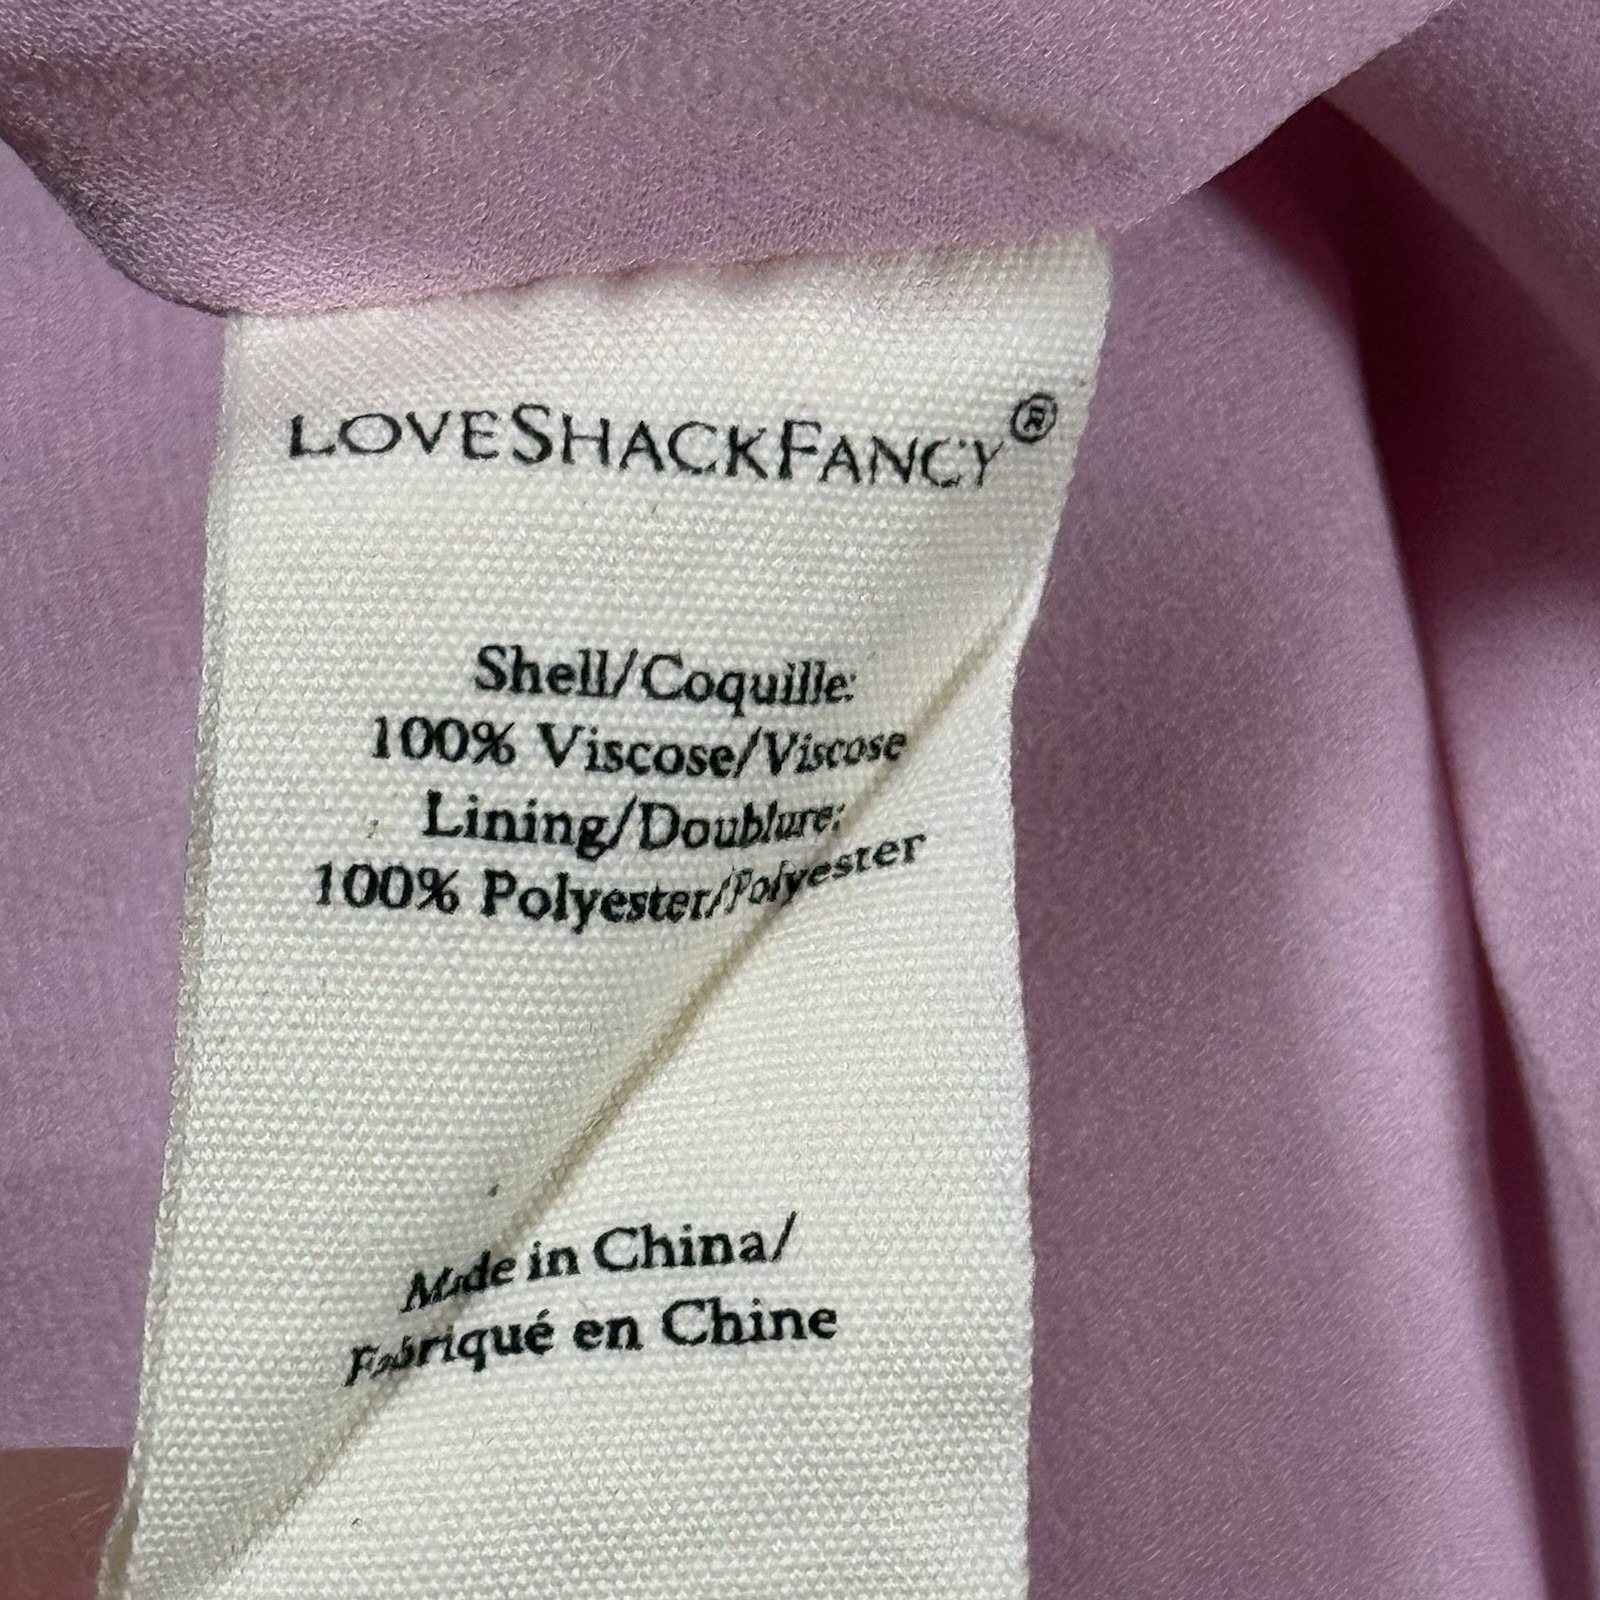 LOVESHACKFANCY®
Shell/Coquille:
100% Viscose/Viscose
Lining/Doublure:
100% Polyester/Polyester
Made in China/
Fabriqué en Chine